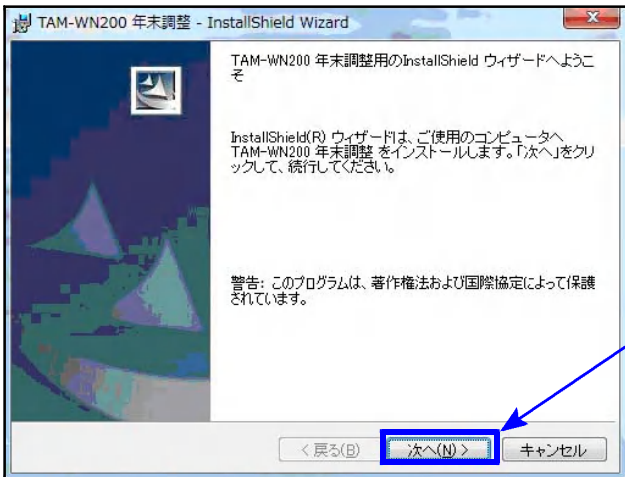 TAM-WN200 年末調整 - InstallShield Wizard
TAM-WN200 年末調整用のInstallShield ウィザードへようこ
そ
InstallShield(R) ウィザードは、ご使用のコンピュータへ
TAM-WN200 年末調整 をインストールします。「次へ」をクリ
ックして、続行してください。
警告: このプログラムは、著作権法および国際協定によって保護
されています。
< 戻る(B) 次へ(N) > キャンセル